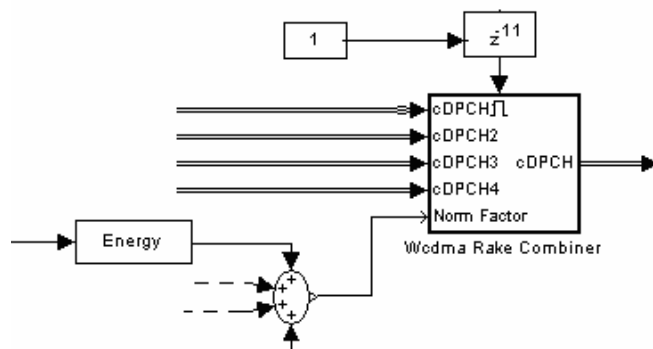 1
z-11
cDPCH
cDPCH2
cDPCH3 cDPCH
cDPCH4
Norm Factor
Energy
Wcdma Rake Combiner
+
+
+
+